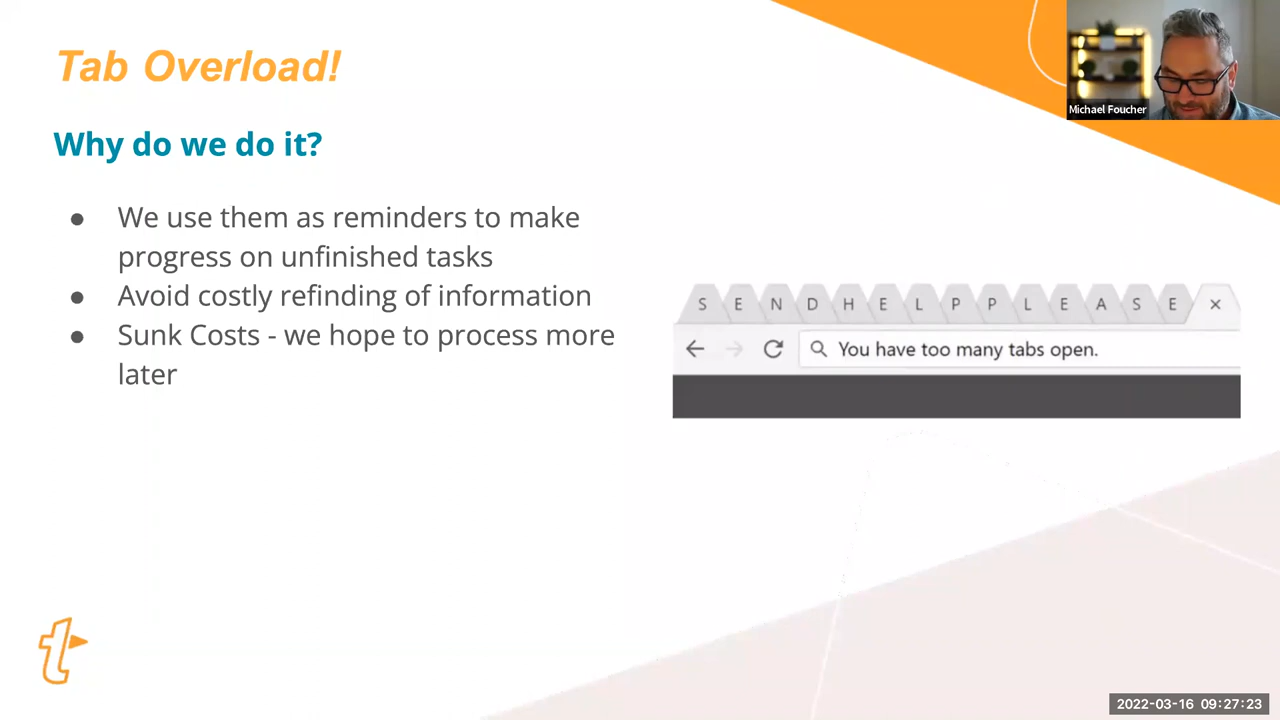 Tab Overload!
Michael Foucher
Why do we do it?
● We use them as reminders to make
progress on unfinished tasks
● Avoid costly refinding of information
● Sunk Costs - we hope to process more
later
S E N D H E L P P L E A S E ×
You have too many tabs open.
t
2022-03-16 09:27:23